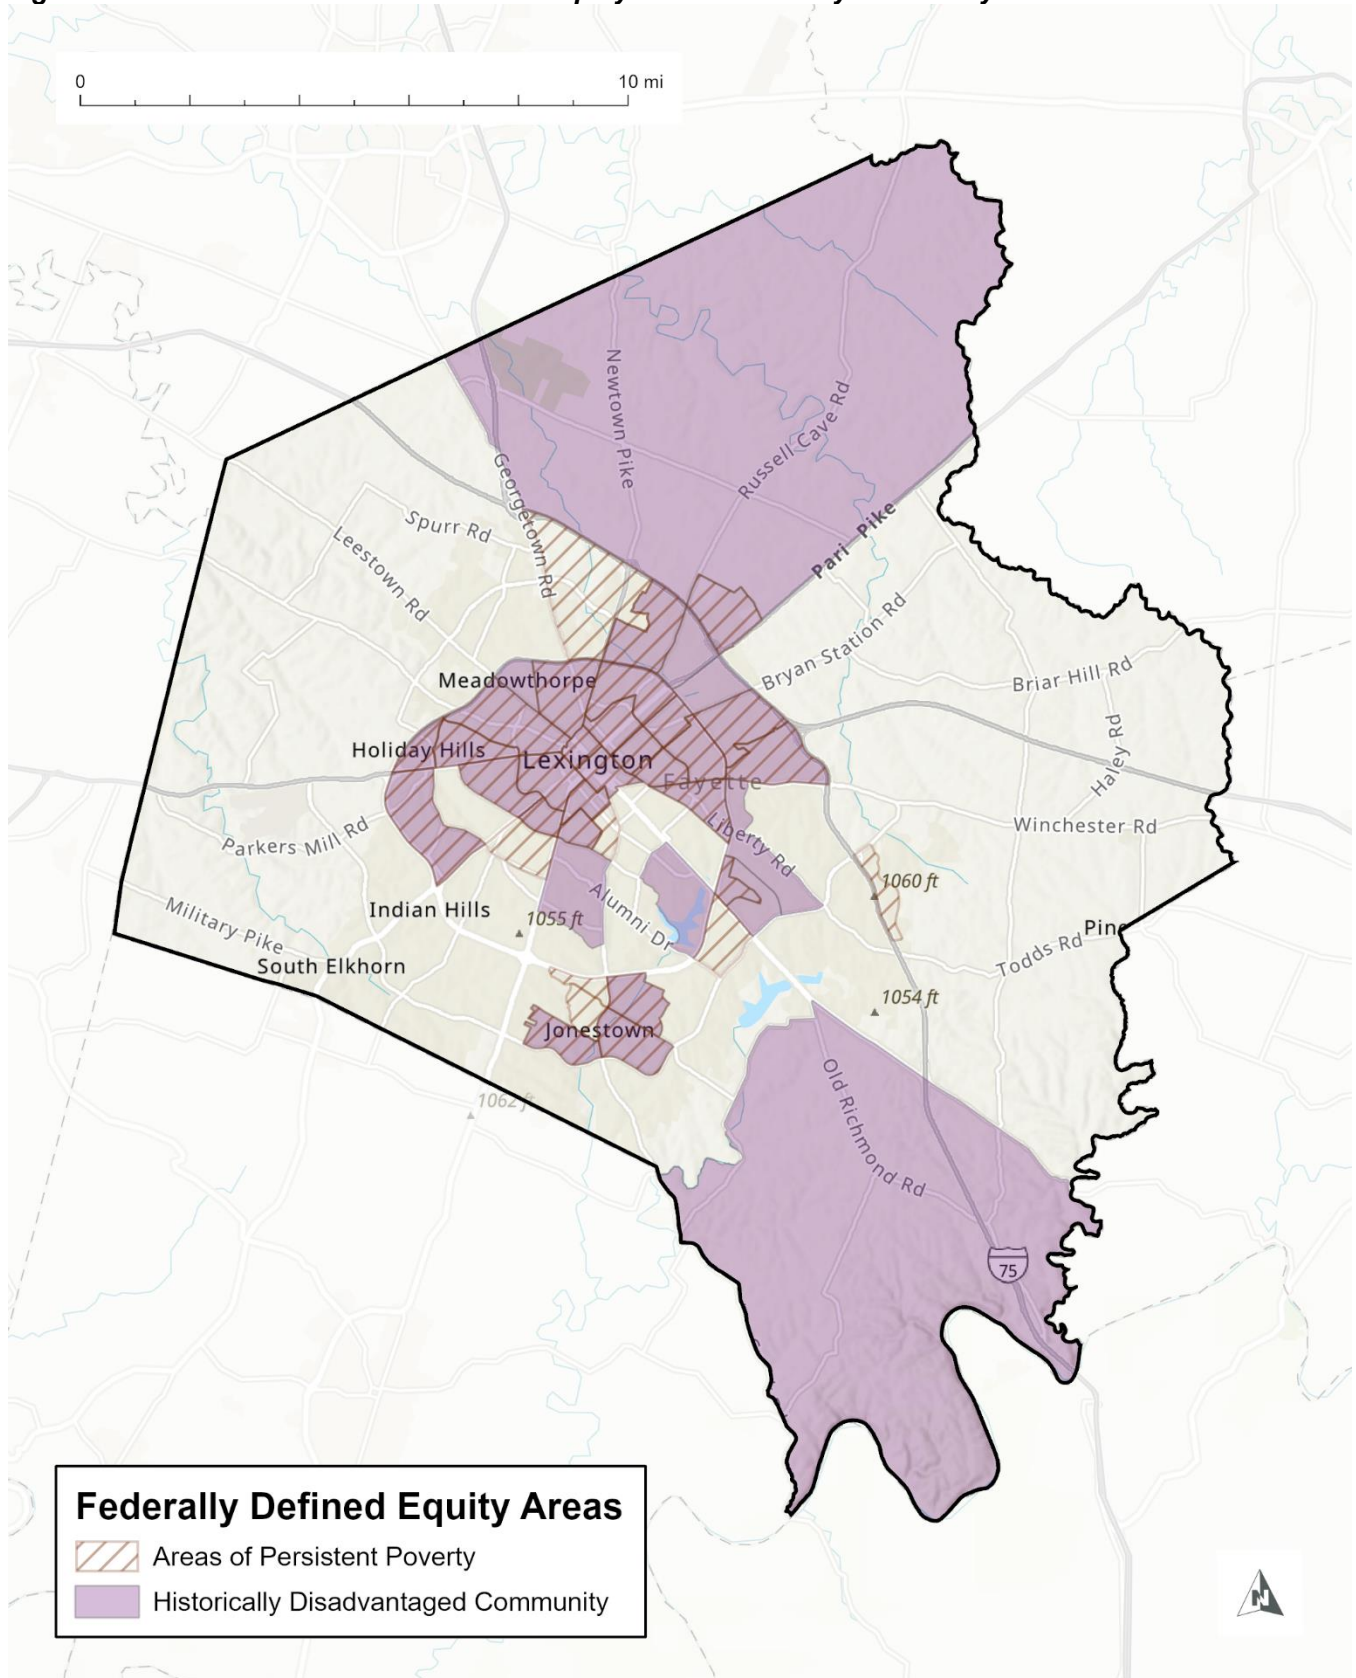 0 10 mi
Newtown Pike
Russell Cave Rd
Georgetown Rd
Spurr Rd
Leestown Rd
Pari Pike
Bryan Station Rd
Briar Hill Rd
Meadowthorpe
Haley Rd
Holiday Hills
Lexington
Fayette
Winchester Rd
Parkers Mill Rd
Liberty Rd
1060 ft
Alumni Dr
Indian Hills
1055 ft
Military Pike
Pin
Todds Rd
South Elkhorn
1054 ft
Jonestown
Old Richmond Rd
1062 ft
75
Federally Defined Equity Areas
Areas of Persistent Poverty
Historically Disadvantaged Community
N